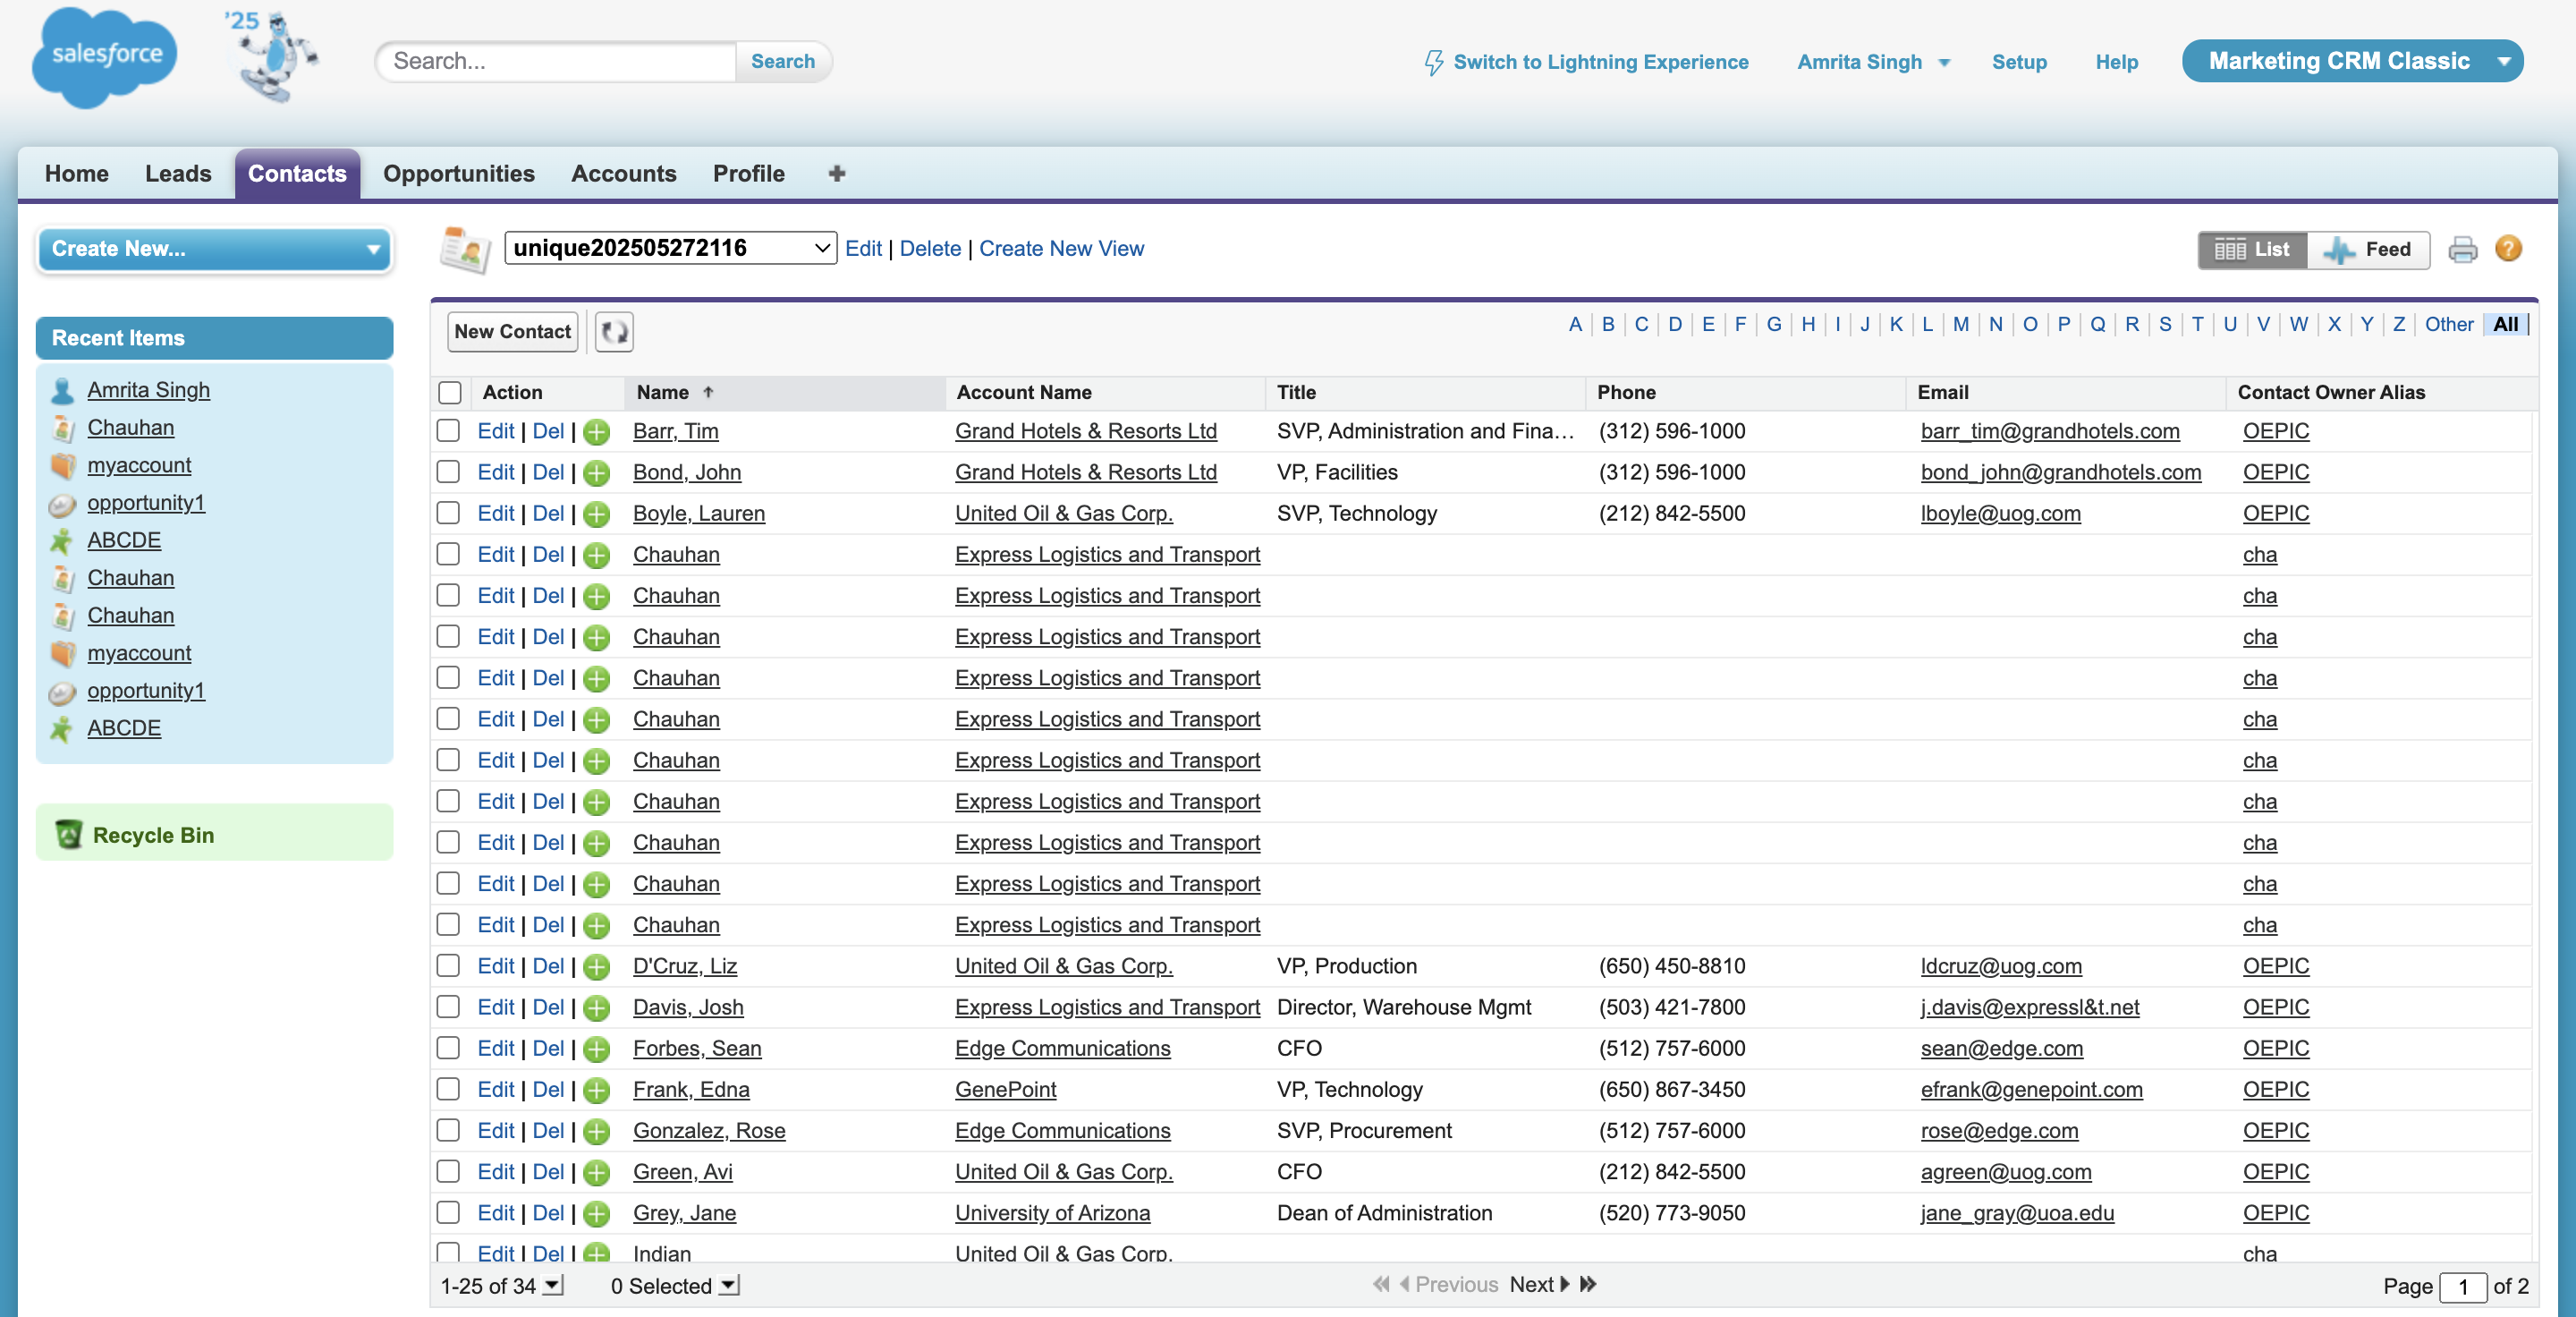 salesforce
'25
Search...
Search
Switch to Lightning Experience
Amrita Singh
Setup
Help
Marketing CRM Classic
Home Leads Contacts Opportunities Accounts Profile
Create New...
Recent Items
Amrita Singh
Chauhan
myaccount
opportunity1
ABCDE
Chauhan
Chauhan
myaccount
opportunity1
ABCDE
Recycle Bin
unique202505272116 Edit | Delete | Create New View
List Feed ?
New Contact
A | B | C | D | E | F | G | H | I | J | K | L | M | N | O | P | Q | R | S | T | U | V | W | X | Y | Z | Other | All
Action Name Account Name Title Phone Email Contact Owner Alias
Edit | Del | Barr, Tim Grand Hotels & Resorts Ltd SVP, Administration and Fina... (312) 596-1000 barr_tim@grandhotels.com OEPIC
Edit | Del | Bond, John Grand Hotels & Resorts Ltd VP, Facilities (312) 596-1000 bond_john@grandhotels.com OEPIC
Edit | Del | Boyle, Lauren United Oil & Gas Corp. SVP, Technology (212) 842-5500 lboyle@uog.com OEPIC
Edit | Del | Chauhan Express Logistics and Transport cha
Edit | Del | Chauhan Express Logistics and Transport cha
Edit | Del | Chauhan Express Logistics and Transport cha
Edit | Del | Chauhan Express Logistics and Transport cha
Edit | Del | Chauhan Express Logistics and Transport cha
Edit | Del | Chauhan Express Logistics and Transport cha
Edit | Del | Chauhan Express Logistics and Transport cha
Edit | Del | Chauhan Express Logistics and Transport cha
Edit | Del | Chauhan Express Logistics and Transport cha
Edit | Del | Chauhan Express Logistics and Transport cha
Edit | Del | D'Cruz, Liz United Oil & Gas Corp. VP, Production (650) 450-8810 ldcruz@uog.com OEPIC
Edit | Del | Davis, Josh Express Logistics and Transport Director, Warehouse Mgmt (503) 421-7800 j.davis@expressl&t.net OEPIC
Edit | Del | Forbes, Sean Edge Communications CFO (512) 757-6000 sean@edge.com OEPIC
Edit | Del | Frank, Edna GenePoint VP, Technology (650) 867-3450 efrank@genepoint.com OEPIC
Edit | Del | Gonzalez, Rose Edge Communications SVP, Procurement (512) 757-6000 rose@edge.com OEPIC
Edit | Del | Green, Avi United Oil & Gas Corp. CFO (212) 842-5500 agreen@uog.com OEPIC
Edit | Del | Grey, Jane University of Arizona Dean of Administration (520) 773-9050 jane_gray@uoa.edu OEPIC
Edit | Del | Indian United Oil & Gas Corp. cha
1-25 of 34 0 Selected Previous Next Page 1 of 2